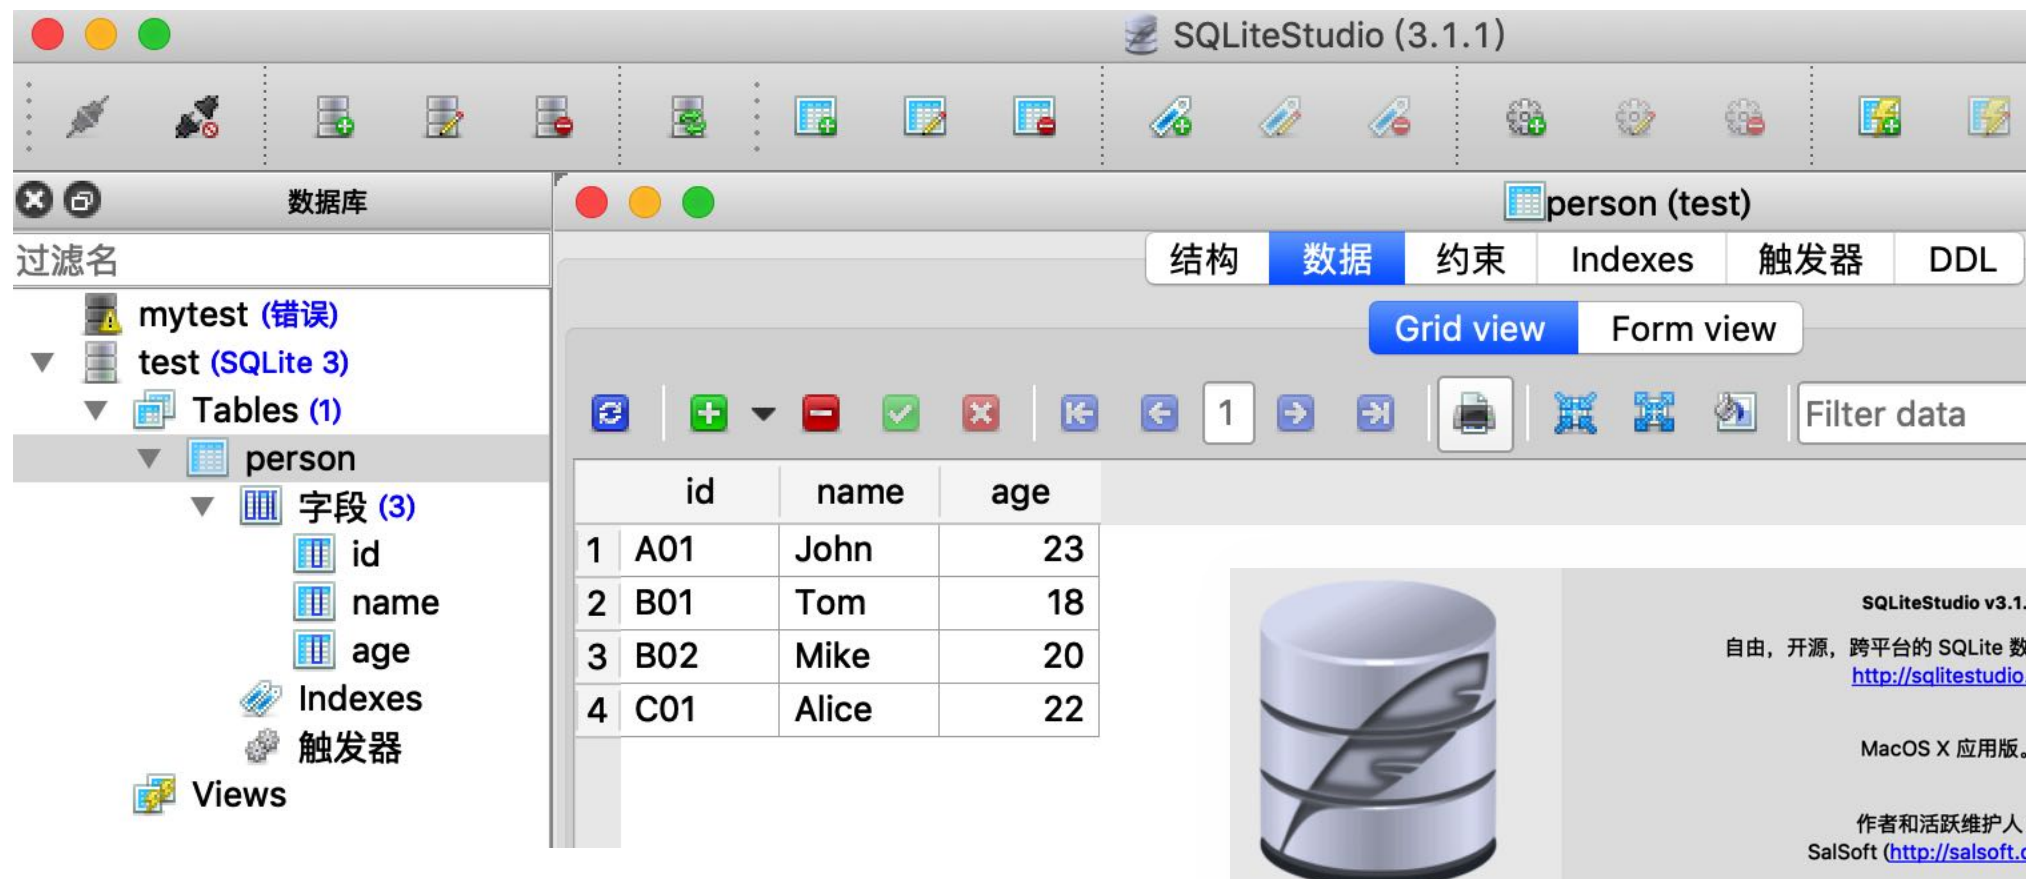 SQLiteStudio (3.1.1)
数据库
person (test)
过滤名
结构 数据 约束 Indexes 触发器 DDL
mytest (错误)
Grid view Form view
test (SQLite 3)
Tables (1)
1 Filter data
person
字段 (3)
id
name
age
Indexes
触发器
Views
id name age
1 A01 John 23
2 B01 Tom 18
3 B02 Mike 20
4 C01 Alice 22
SQLiteStudio v3.1.
自由，开源，跨平台的 SQLite 数
http://sqlitestudio.
MacOS X 应用版。
作者和活跃维护人
SalSoft (http://salsoft.